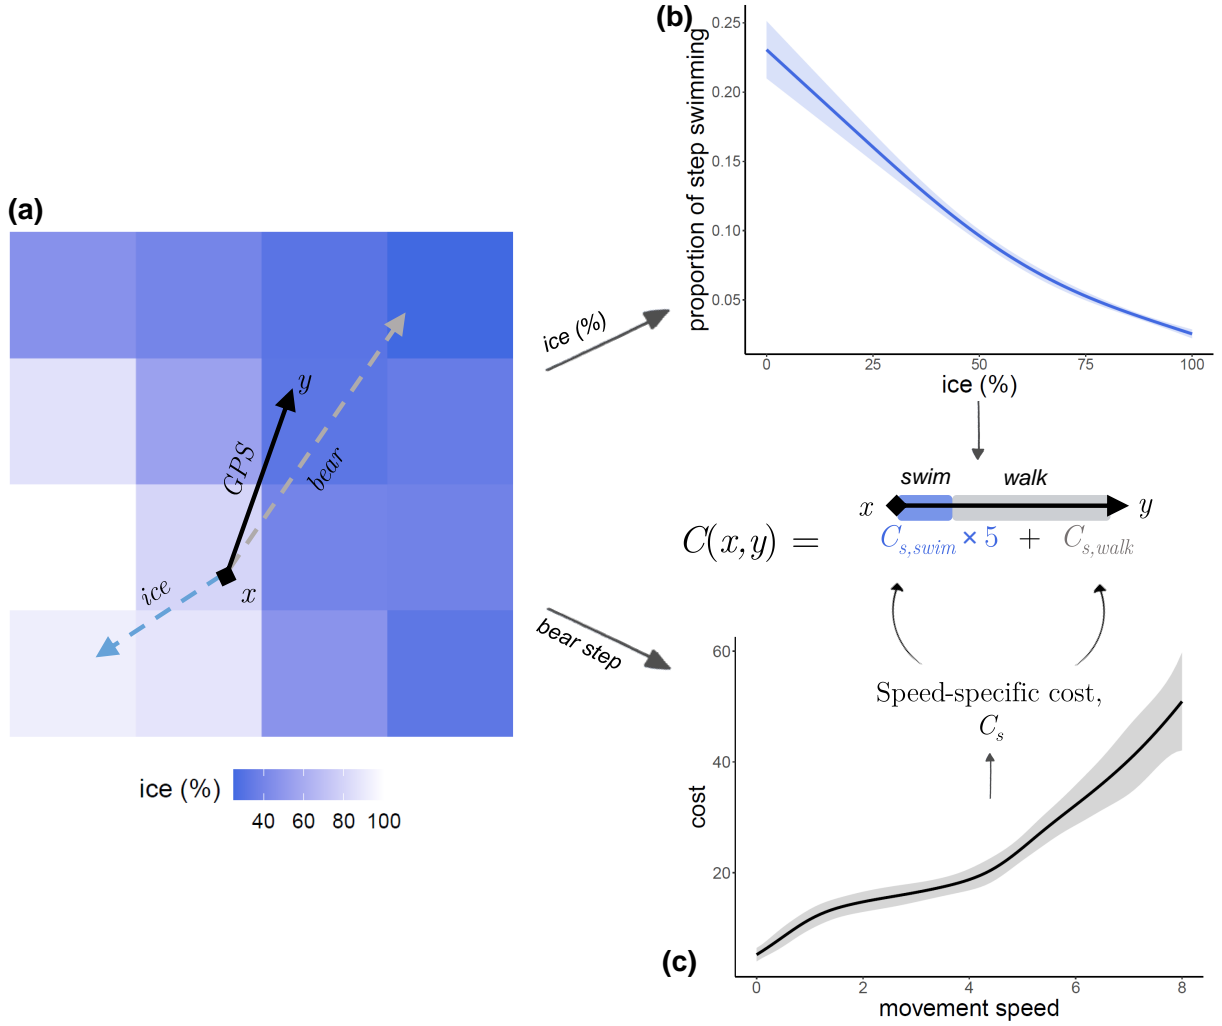 (a)
y
GPS
bear
ice
x
ice (%)
40 60 80 100
ice (%)
bear step
(b)
proportion of step swimming
0.25
0.20
0.15
0.10
0.05
0 25 50 75 100
ice (%)
swim walk
x y
C(x,y) = C_{s,swim} × 5 + C_{s,walk}
Speed-specific cost,
C_s
(c)
cost
60
40
20
0 2 4 6 8
movement speed